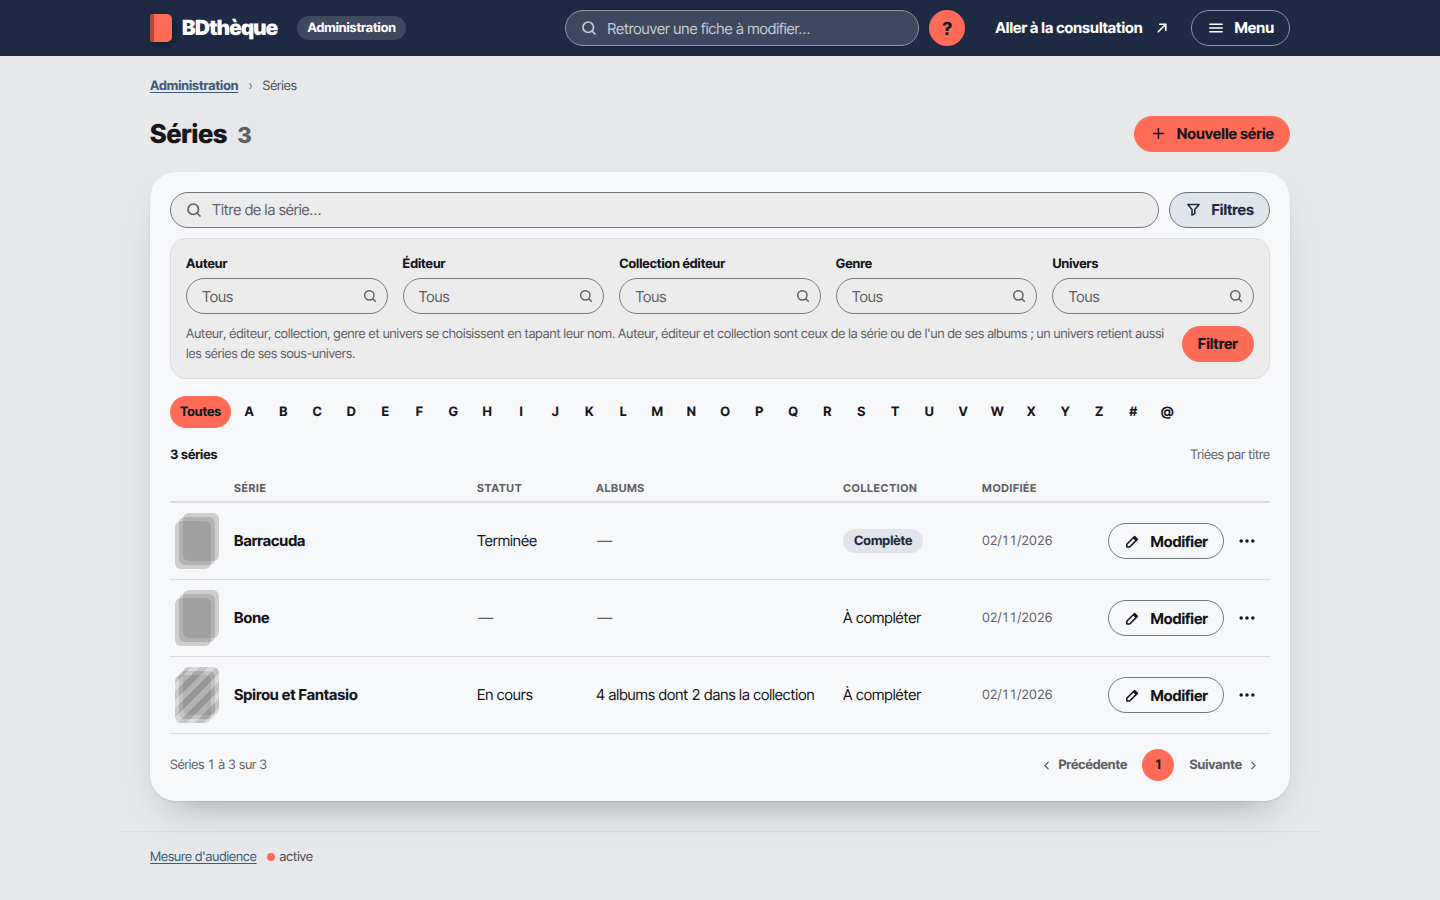 BDthèque Administration Retrouver une fiche à modifier... ? Aller à la consultation Menu
Administration › Séries
Séries 3 Nouvelle série
Titre de la série... Filtres
Auteur Éditeur Collection éditeur Genre Univers
Tous Tous Tous Tous Tous
Auteur, éditeur, collection, genre et univers se choisissent en tapant leur nom. Auteur, éditeur et collection sont ceux de la série ou de l'un de ses albums ; un univers retient aussi
les séries de ses sous-univers.
Filtrer
Toutes A B C D E F G H I J K L M N O P Q R S T U V W X Y Z # @
3 séries Triées par titre
SÉRIE STATUT ALBUMS COLLECTION MODIFIÉE
Barracuda Terminée — Complète 02/11/2026 Modifier
Bone — — À compléter 02/11/2026 Modifier
Spirou et Fantasio En cours 4 albums dont 2 dans la collection À compléter 02/11/2026 Modifier
Séries 1 à 3 sur 3 ‹ Précédente 1 Suivante ›
Mesure d'audience active